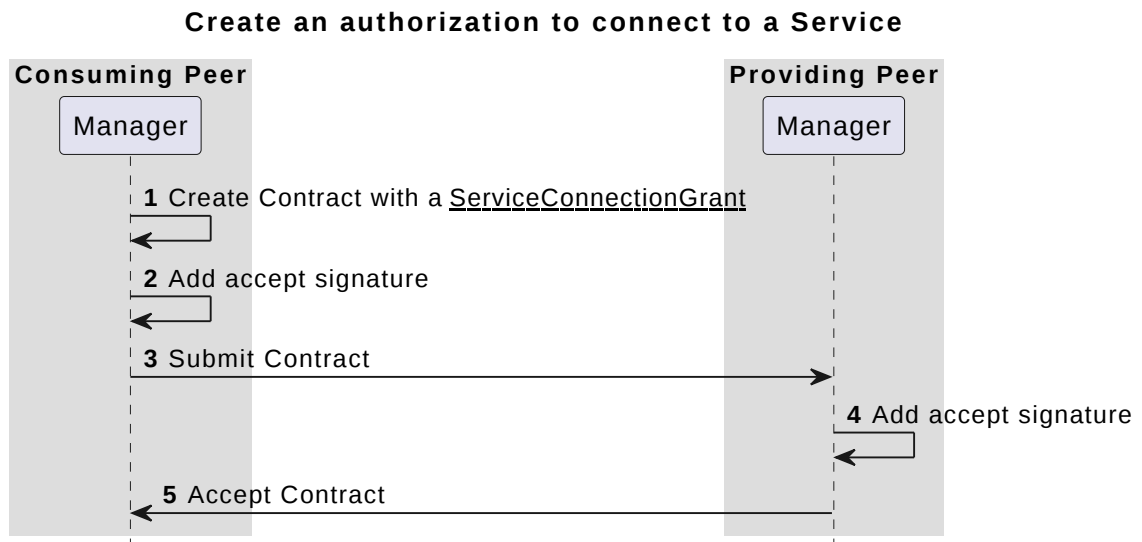 Create an authorization to connect to a Service
Consuming Peer
Providing Peer
Manager
Manager
1 Create Contract with a ServiceConnectionGrant
2 Add accept signature
3 Submit Contract
4 Add accept signature
5 Accept Contract